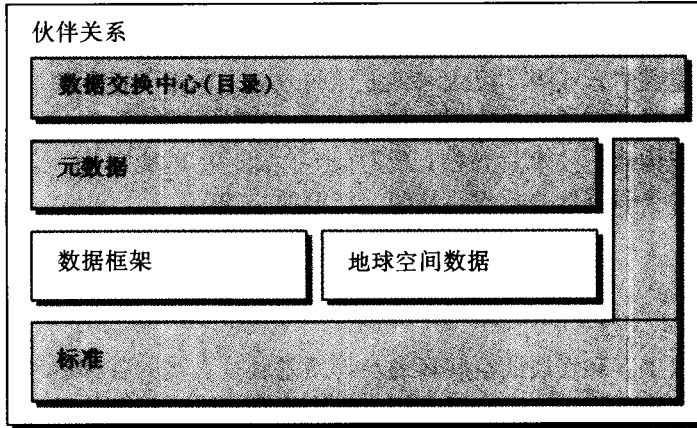 伙伴关系
数据交换中心(目录)
元数据
数据框架
地球空间数据
标准